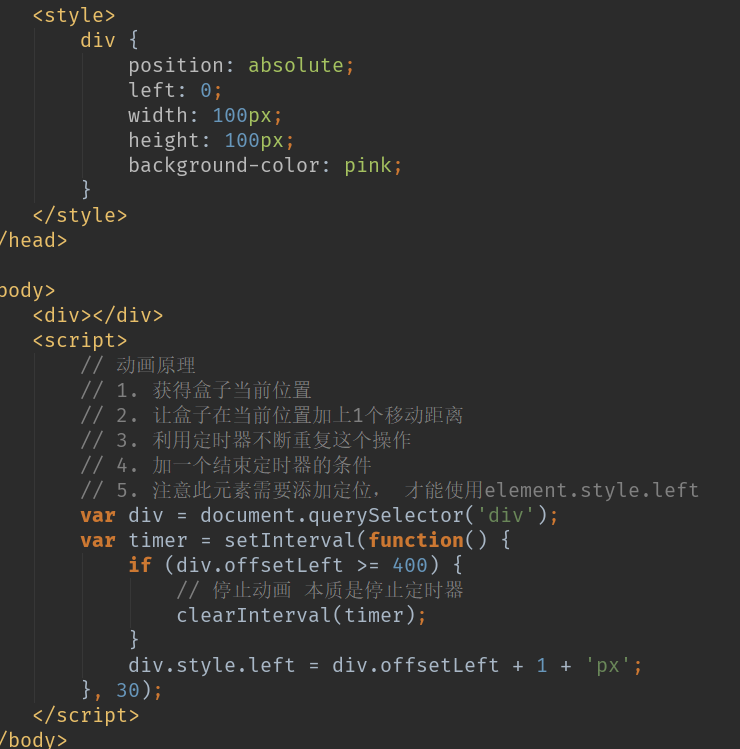 <style>
div {
position: absolute;
left: 0;
width: 100px;
height: 100px;
background-color: pink;
}
</style>
/head>
body>
<div></div>
<script>
// 动画原理
// 1. 获得盒子当前位置
// 2. 让盒子在当前位置加上1个移动距离
// 3. 利用定时器不断重复这个操作
// 4. 加一个结束定时器的条件
// 5. 注意此元素需要添加定位, 才能使用element.style.left
var div = document.querySelector('div');
var timer = setInterval(function() {
if (div.offsetLeft >= 400) {
// 停止动画 本质是停止定时器
clearInterval(timer);
}
div.style.left = div.offsetLeft + 1 + 'px';
}, 30);
</script>
/body>